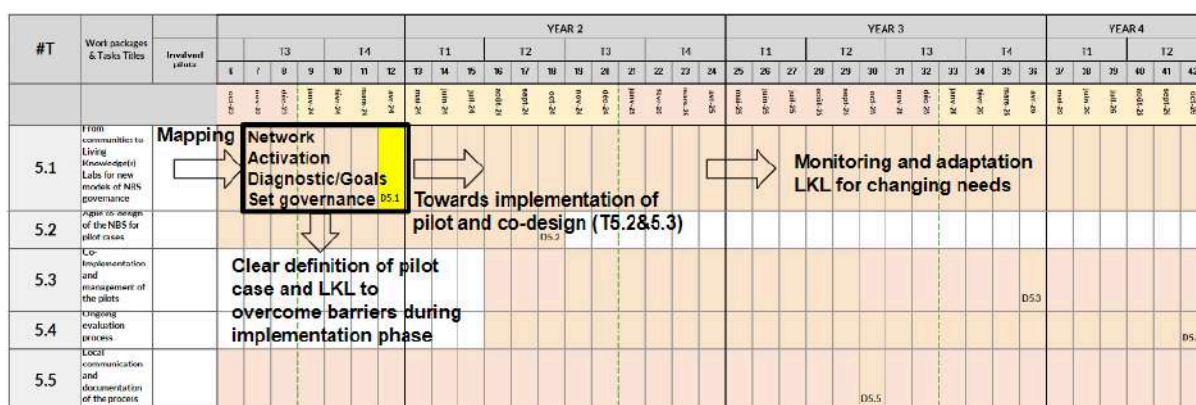 YEAR 2 YEAR 3 YEAR 4
#T Work packages & Tasks Titles Involved pilots T3 T4 T1 T2 T3 T4 T1 T2 T3 T4 T1 T2
6 7 8 9 10 11 12 13 14 15 16 17 18 19 20 21 22 23 24 25 26 27 28 29 30 31 32 33 34 35 36 37 38 39 40 41 42
5.1
From
communities to
Living
Knowledge(s)
Labs for new
models of NBS
governance
Mapping
Network
Activation
Diagnostic/Goals
Set governance D5.1
Towards implementation of
pilot and co-design (T5.2&5.3)
Monitoring and adaptation
LKL for changing needs
5.2
Agile co-design
of the NBS for
pilot cases
D5.2
Clear definition of pilot
case and LKL to
overcome barriers during
implementation phase
5.3
Co-
Implementation
and
management of
the pilots
D5.3
5.4
Ongoing
evaluation
process
D5.
5.5
Local
communication
and
documentation
of the process
D5.5